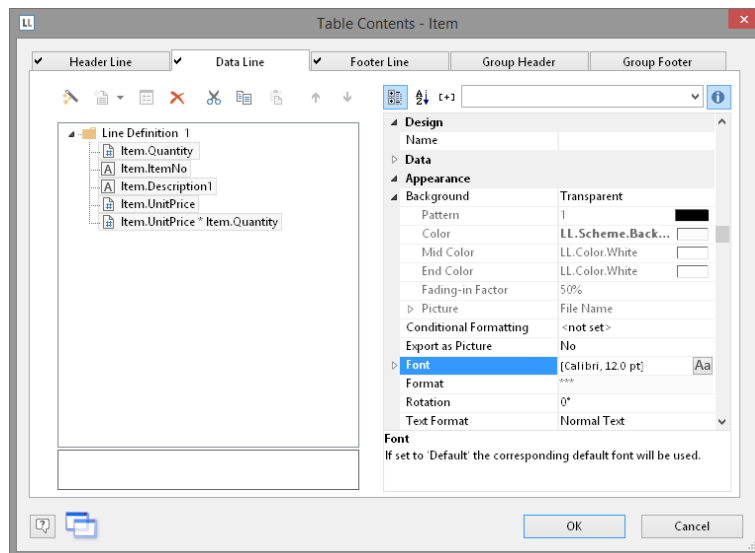 LL
Table Contents - Item
Header Line
Data Line
Footer Line
Group Header
Group Footer
Line Definition 1
Item.Quantity
A Item.ItemNo
A Item.Description1
Item.UnitPrice
Item.UnitPrice * Item.Quantity
[+]
Design
Name
Data
Appearance
Background Transparent
Pattern 1
Color LL.Scheme.Back...
Mid Color LL.Color.White
End Color LL.Color.White
Fading-in Factor 50%
Picture File Name
Conditional Formatting <not set>
Export as Picture No
Font [Calibri, 12.0 pt] Aa
Format ***
Rotation 0°
Text Format Normal Text
Font
If set to 'Default' the corresponding default font will be used.
OK
Cancel